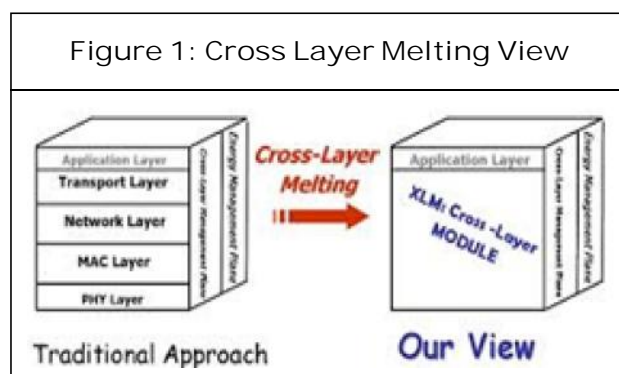 Figure 1: Cross Layer Melting View
Application Layer
Transport Layer
Network Layer
MAC Layer
PHY Layer
Cross Layer Management Plane
Energy Management Plane
Traditional Approach
Cross-Layer
Melting
Application Layer
XLM: Cross-Layer
MODULE
Cross Layer Management Plane
Energy Management Plane
Our View